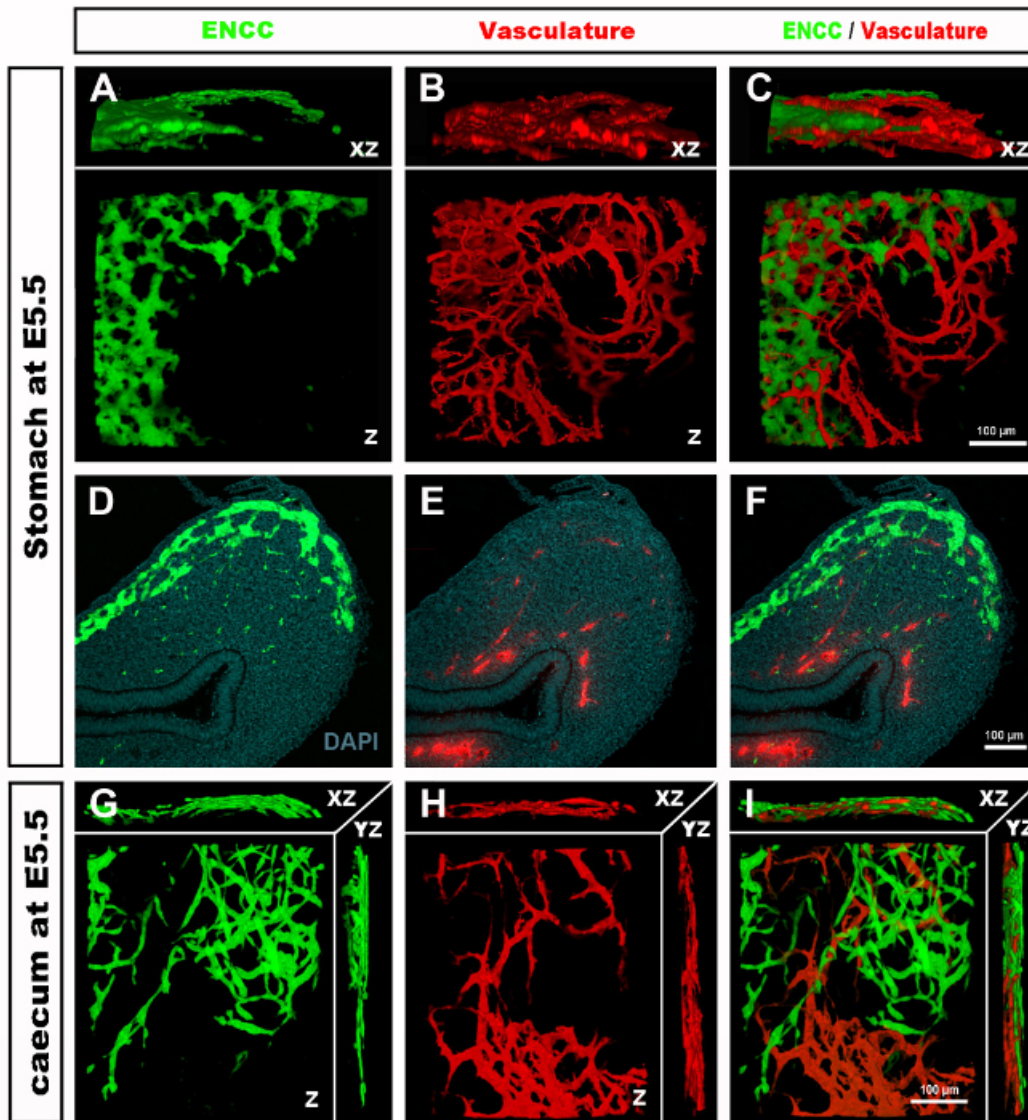 ENCC
Vasculature
ENCC / Vasculature
Stomach at E5.5
A
XZ
Z
B
XZ
Z
C
XZ
100 µm
D
DAPI
E
F
100 µm
caecum at E5.5
G
XZ
YZ
Z
H
XZ
YZ
Z
I
XZ
YZ
100 µm